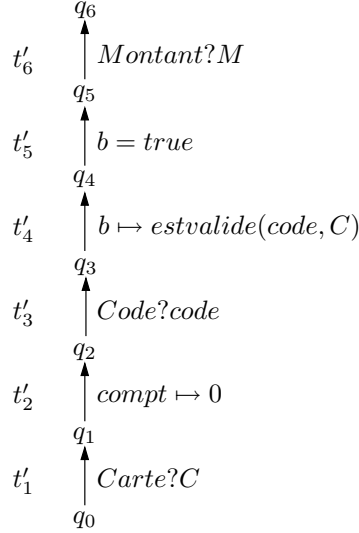 q₆
t′₆ Montant?M
q₅
t′₅ b = true
q₄
t′₄ b ↦ estvalide(code, C)
q₃
t′₃ Code?code
q₂
t′₂ compt ↦ 0
q₁
t′₁ Carte?C
q₀